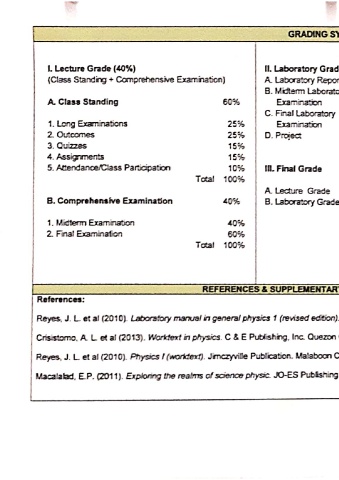 GRADING SY
I. Lecture Grade (40%)
(Class Standing + Comprehensive Examination)
A. Class Standing 60%
1. Long Examinations 25%
2. Outcomes 25%
3. Quizzes 15%
4. Assignments 15%
5. Attendance/Class Participation 10%
Total 100%
B. Comprehensive Examination 40%
1. Midterm Examination 40%
2. Final Examination 60%
Total 100%
II. Laboratory Grad
A. Laboratory Repor
B. Midterm Laborato
Examination
C. Final Laboratory
Examination
D. Project
III. Final Grade
A. Lecture Grade
B. Laboratory Grade
REFERENCES & SUPPLEMENTAR
References:
Reyes, J. L. et al (2010). Laboratory manual in general physics 1 (revised edition).
Crisistomo, A. L. et al (2013). Worktext in physics. C & E Publishing, Inc. Quezon
Reyes, J. L. et al (2010). Physics I (worktext). Jimczyville Publication. Malaboon C
Macalalad, E.P. (2011). Exploring the realms of science physic. JO-ES Publishing